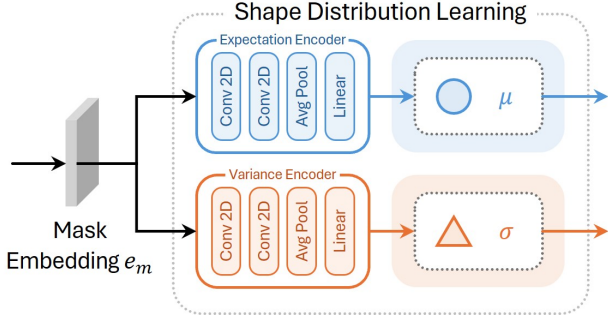 Shape Distribution Learning
Expectation Encoder
Conv 2D
Conv 2D
Avg Pool
Linear
μ
Variance Encoder
Conv 2D
Conv 2D
Avg Pool
Linear
σ
Mask
Embedding e_m